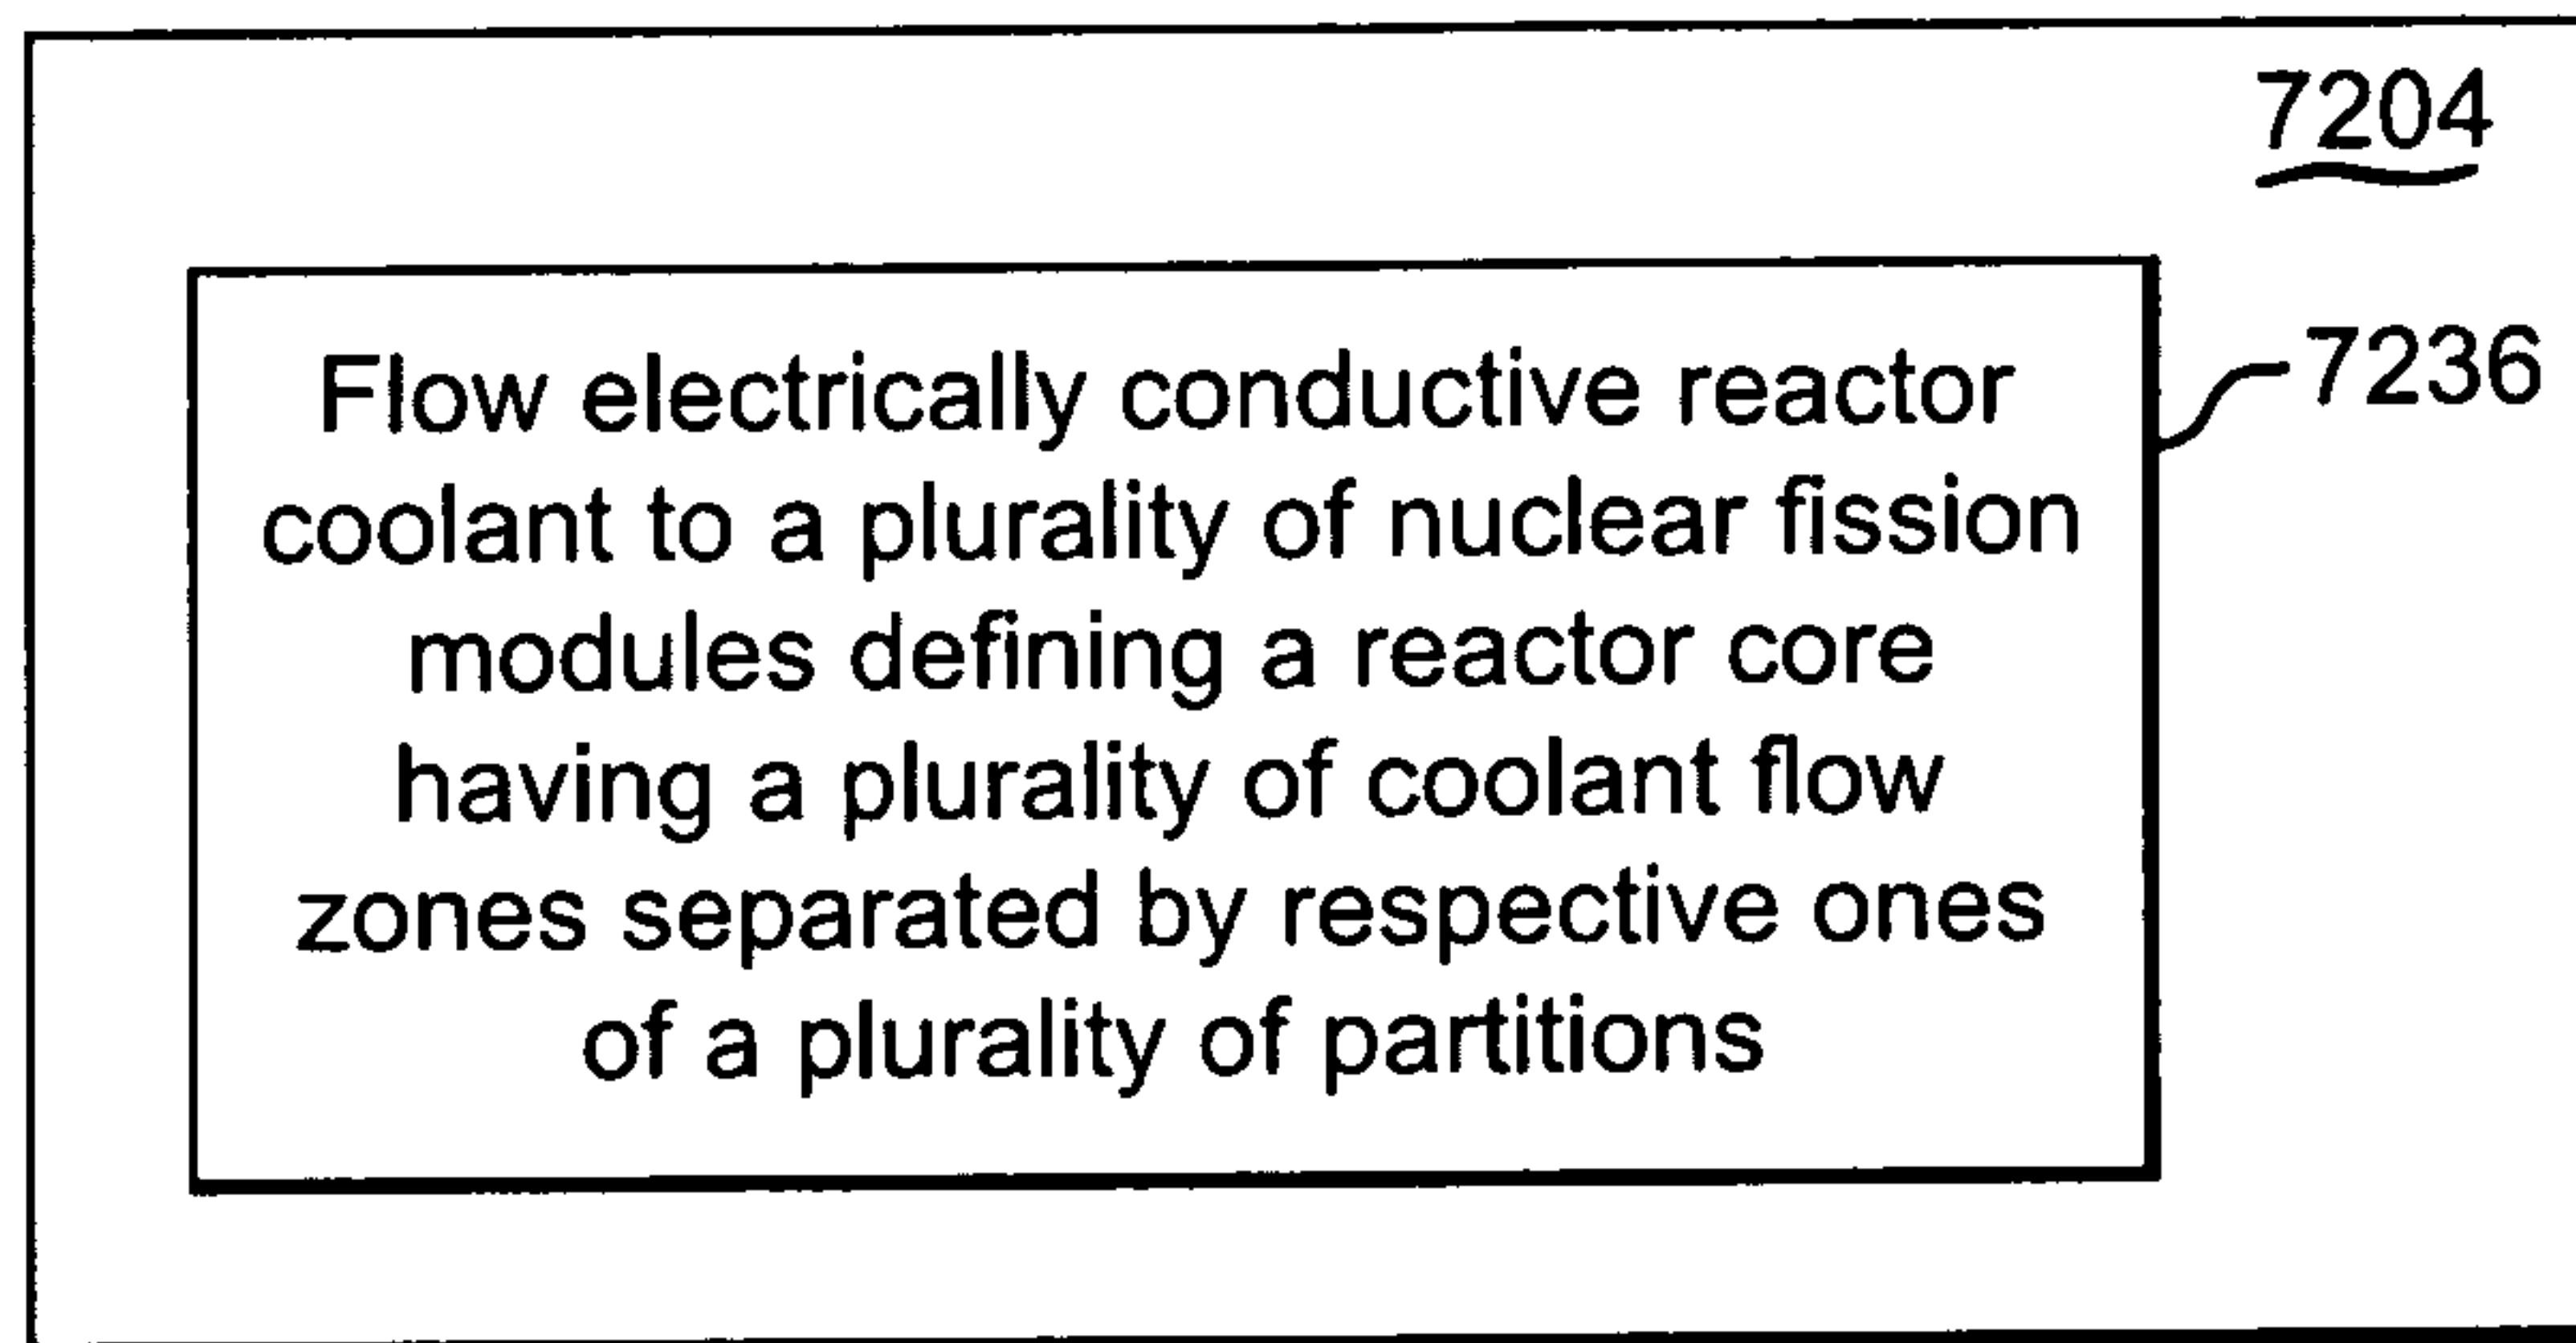 7204
Flow electrically conductive reactor
7236
coolant to a plurality of nuclear fission
modules defining a reactor core
having a plurality of coolant flow
zones separated by respective ones
of a plurality of partitions